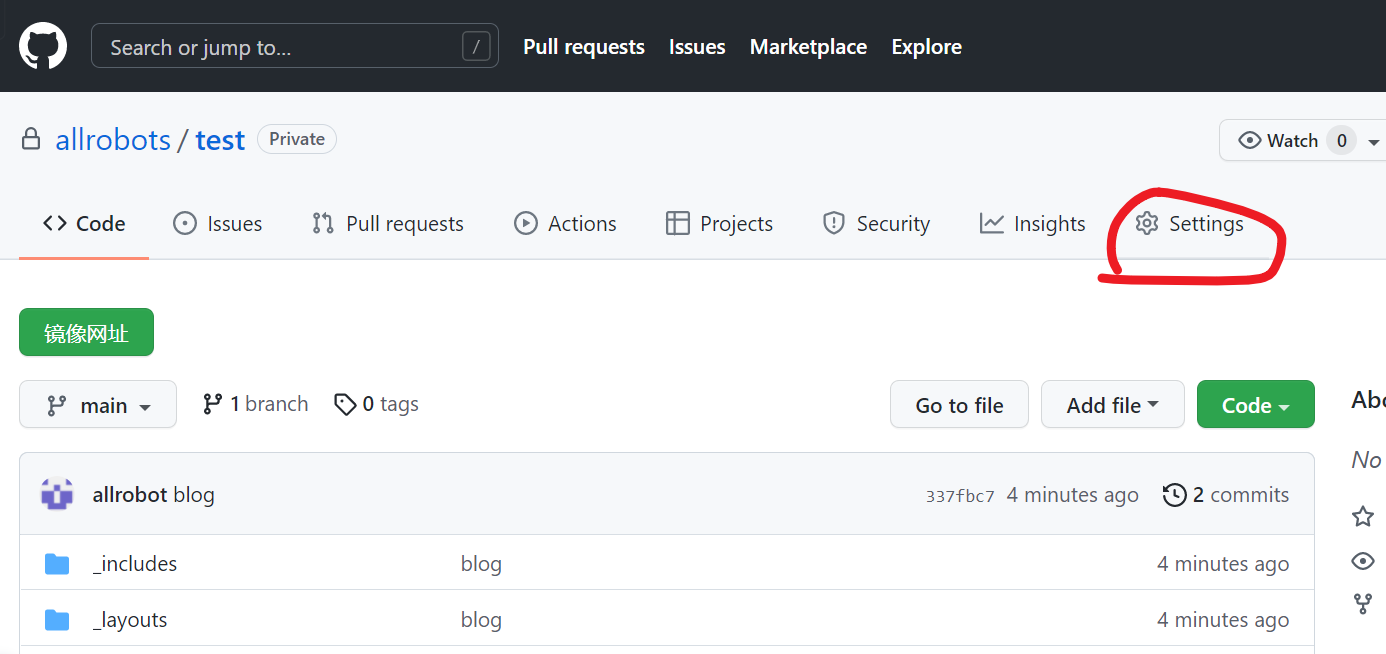 Search or jump to... / Pull requests Issues Marketplace Explore
allrobots / test Private Watch 0
Code Issues Pull requests Actions Projects Security Insights Settings
镜像网址
main 1 branch 0 tags Go to file Add file Code
No
allrobot blog 337fbc7 4 minutes ago 2 commits
_includes blog 4 minutes ago
_layouts blog 4 minutes ago